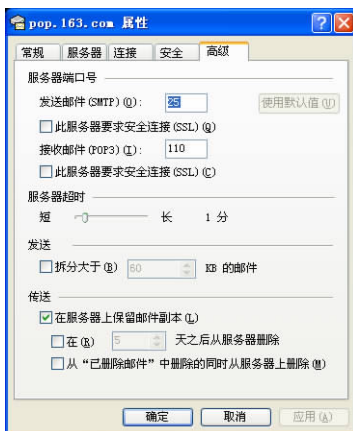 pop.163.com 属性
常规 服务器 连接 安全 高级
服务器端口号
发送邮件(SMTP)(O): 25 使用默认值(U)
此服务器要求安全连接(SSL)(Q)
接收邮件(POP3)(I): 110
此服务器要求安全连接(SSL)(C)
服务器超时
短 长 1 分
发送
拆分大于(B) 60 KB 的邮件
传送
在服务器上保留邮件副本(L)
在(R) 5 天之后从服务器删除
从“已删除邮件”中删除的同时从服务器上删除(M)
确定 取消 应用(A)